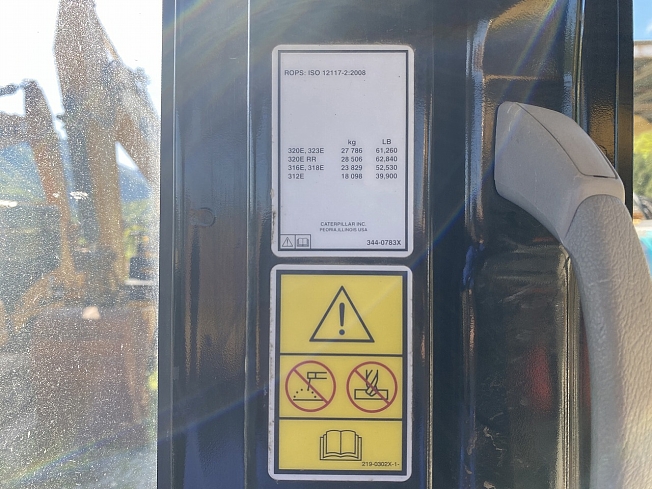 ROPS: ISO 12117-2:2008
kg LB
320E, 323E 27 786 61,260
320E RR 28 506 62,840
316E, 318E 23 829 52,530
312E 18 098 39,900
CATERPILLAR INC.
PEORIA,ILLINOIS USA
344-0783X
219-0302X-1-